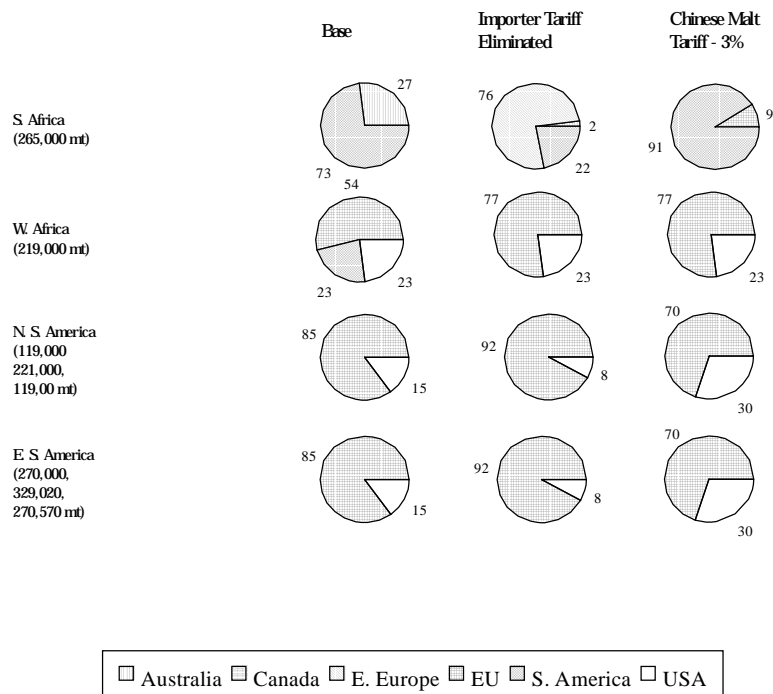 Base
Importer Tariff
Eliminated
Chinese Malt
Tariff - 3%
S. Africa
(265,000 mt)
27
73
76
2
22
9
91
W. Africa
(219,000 mt)
54
23
23
77
23
77
23
N. S. America
(119,000
221,000,
119,00 mt)
85
15
92
8
70
30
E. S. America
(270,000,
329,020,
270,570 mt)
85
15
92
8
70
30
Australia Canada E. Europe EU S. America USA